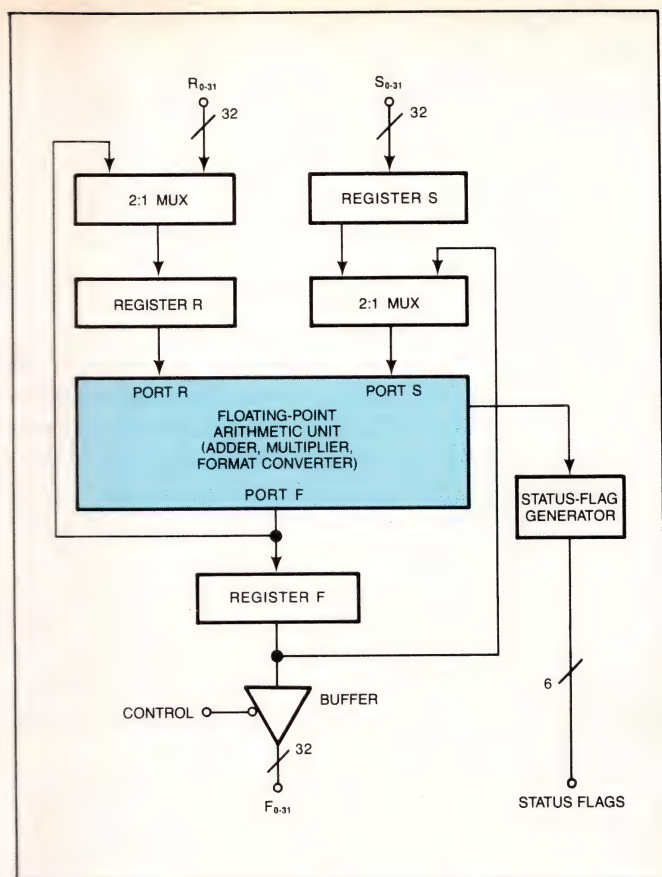 R0-31
S0-31
32
32
2:1 MUX
REGISTER S
REGISTER R
2:1 MUX
PORT R
PORT S
FLOATING-POINT
ARITHMETIC UNIT
(ADDER, MULTIPLIER,
FORMAT CONVERTER)
PORT F
STATUS-FLAG
GENERATOR
REGISTER F
6
BUFFER
CONTROL
32
F0-31
STATUS FLAGS